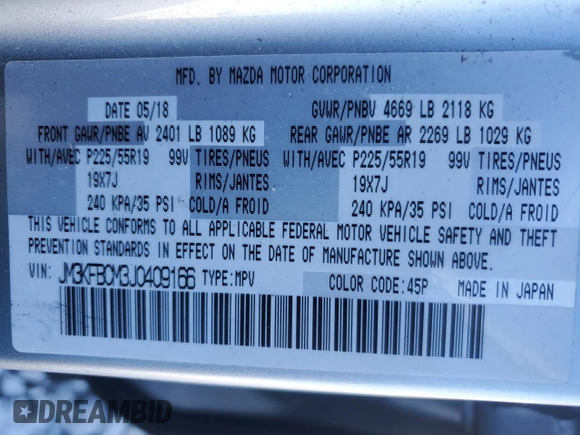 MFD. BY MAZDA MOTOR CORPORATION
DATE 05/18 GVWR/PNBV 4669 LB 2118 KG
FRONT GAWR/PNBE AV 2401 LB 1089 KG REAR GAWR/PNBE AR 2269 LB 1029 KG
WITH/AVEC P225/55R19 99V TIRES/PNEUS WITH/AVEC P225/55R19 99V TIRES/PNEUS
19X7J RIMS/JANTES 19X7J RIMS/JANTES
240 KPA/35 PSI COLD/A FROID 240 KPA/35 PSI COLD/A FROID
THIS VEHICLE CONFORMS TO ALL APPLICABLE FEDERAL MOTOR VEHICLE SAFETY AND THEFT
PREVENTION STANDARDS IN EFFECT ON THE DATE OF MANUFACTURE SHOWN ABOVE.
VIN: JM3KFBCM3J0409166 TYPE:MPV COLOR CODE:45P MADE IN JAPAN
DREAMBID